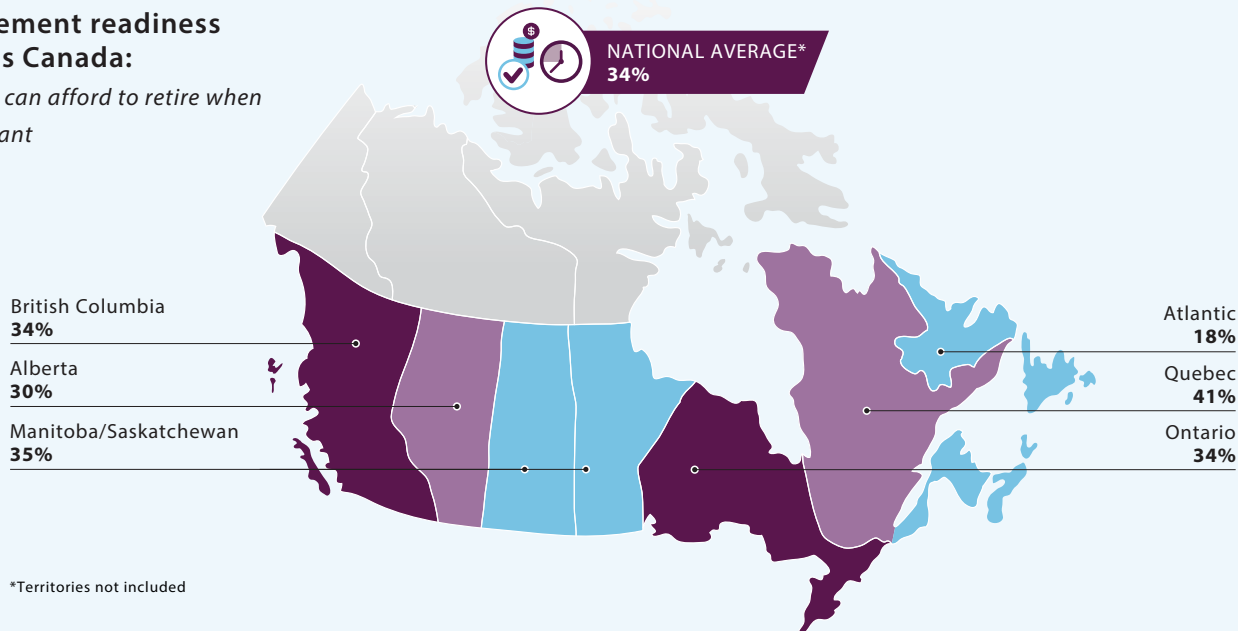 ement readiness
s Canada:
can afford to retire when
ant
$
NATIONAL AVERAGE*
34%
British Columbia
34%
Alberta
30%
Manitoba/Saskatchewan
35%
Atlantic
18%
Quebec
41%
Ontario
34%
*Territories not included